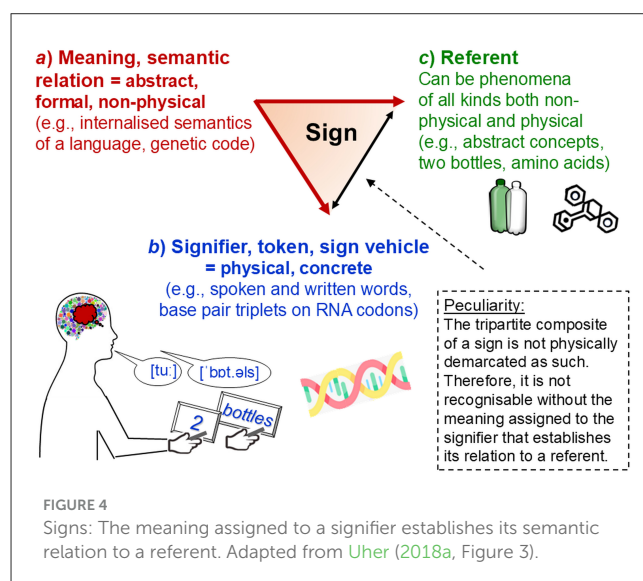 a) Meaning, semantic
relation = abstract,
formal, non-physical
(e.g., internalised semantics
of a language, genetic code)
Sign
c) Referent
Can be phenomena
of all kinds both non-
physical and physical
(e.g., abstract concepts,
two bottles, amino acids)
b) Signifier, token, sign vehicle
= physical, concrete
(e.g., spoken and written words,
base pair triplets on RNA codons)
[tuː]
[ˈbɒt.əls]
2
bottles
Peculiarity:
The tripartite composite
of a sign is not physically
demarcated as such.
Therefore, it is not
recognisable without the
meaning assigned to the
signifier that establishes
its relation to a referent.
FIGURE 4
Signs: The meaning assigned to a signifier establishes its semantic
relation to a referent. Adapted from Uher (2018a, Figure 3).